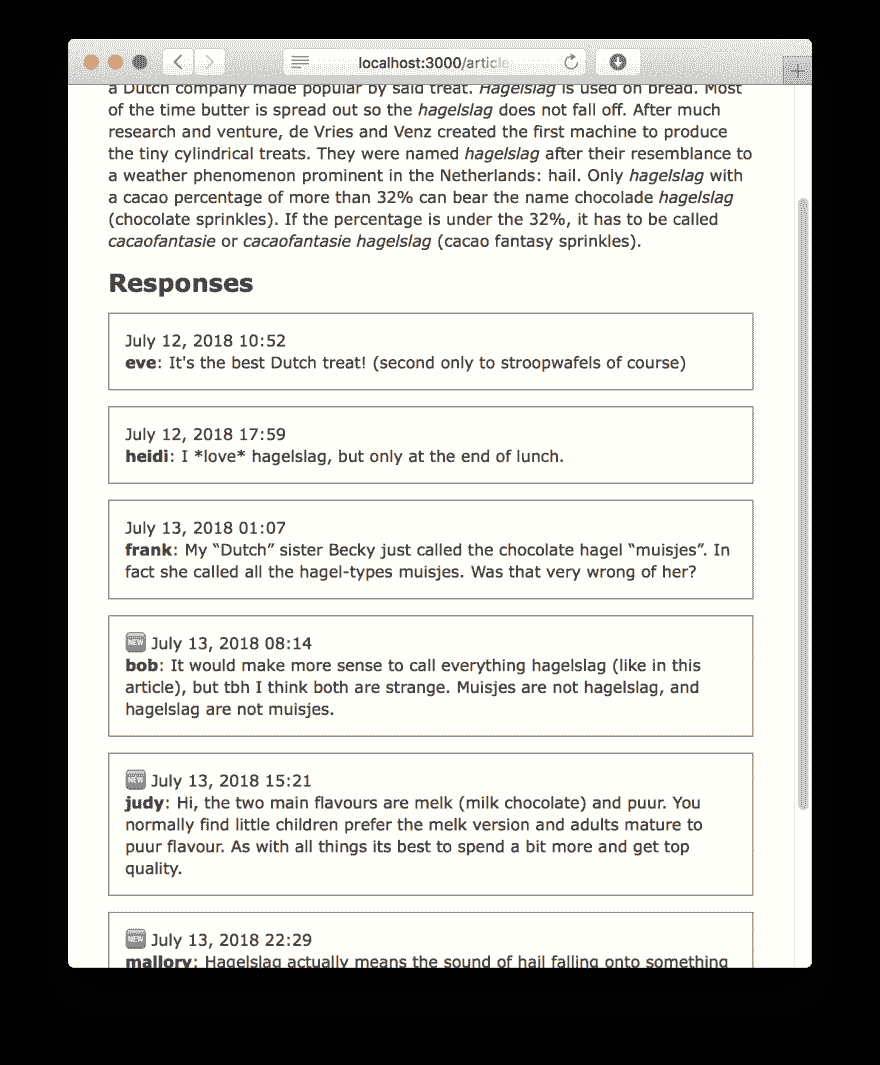 localhost:3000/article
a Dutch company made popular by said treat. Hagelslag is used on bread. Most
of the time butter is spread out so the hagelslag does not fall off. After much
research and venture, de Vries and Venz created the first machine to produce
the tiny cylindrical treats. They were named hagelslag after their resemblance to
a weather phenomenon prominent in the Netherlands: hail. Only hagelslag with
a cacao percentage of more than 32% can bear the name chocolade hagelslag
(chocolate sprinkles). If the percentage is under the 32%, it has to be called
cacaofantasie or cacaofantasie hagelslag (cacao fantasy sprinkles).
Responses
July 12, 2018 10:52
eve: It's the best Dutch treat! (second only to stroopwafels of course)
July 12, 2018 17:59
heidi: I *love* hagelslag, but only at the end of lunch.
July 13, 2018 01:07
frank: My “Dutch” sister Becky just called the chocolate hagel “muisjes”. In
fact she called all the hagel-types muisjes. Was that very wrong of her?
NEW July 13, 2018 08:14
bob: It would make more sense to call everything hagelslag (like in this
article), but tbh I think both are strange. Muisjes are not hagelslag, and
hagelslag are not muisjes.
NEW July 13, 2018 15:21
judy: Hi, the two main flavours are melk (milk chocolate) and puur. You
normally find little children prefer the melk version and adults mature to
puur flavour. As with all things its best to spend a bit more and get top
quality.
NEW July 13, 2018 22:29
mallory: Hagelslag actually means the sound of hail falling onto something